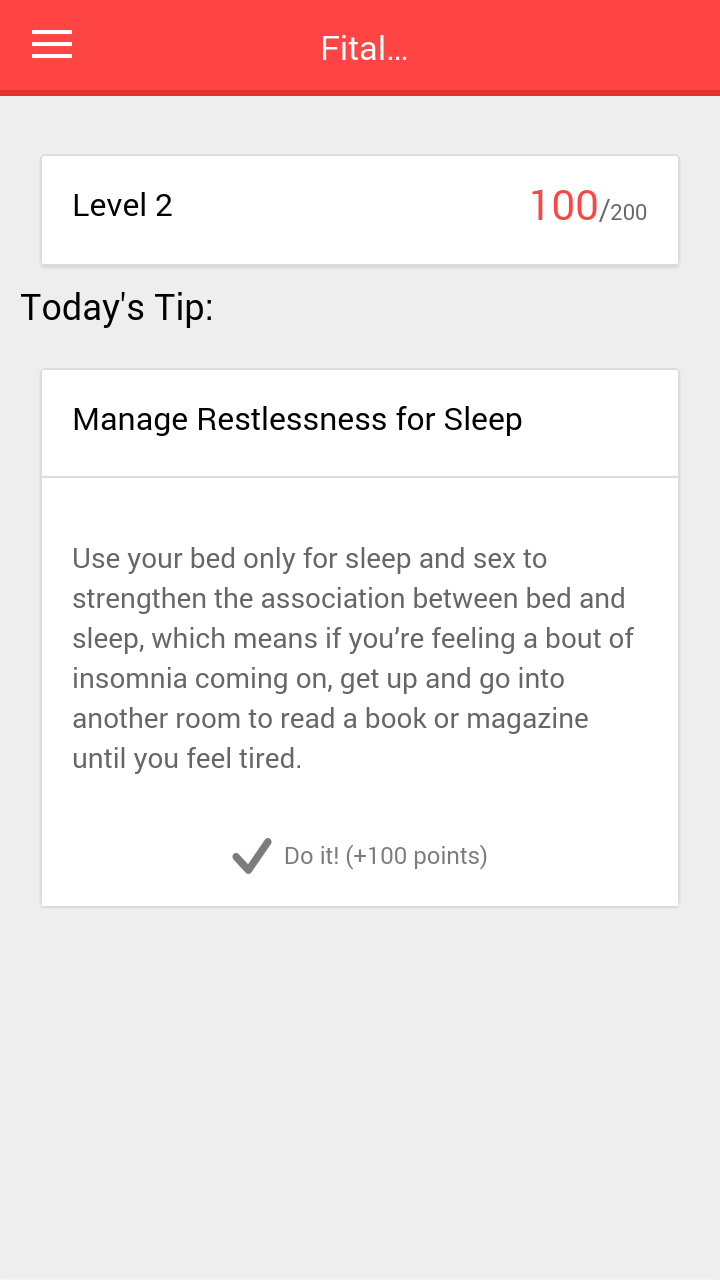 Fital...
Level 2
100/200
Today's Tip:
Manage Restlessness for Sleep
Use your bed only for sleep and sex to
strengthen the association between bed and
sleep, which means if you’re feeling a bout of
insomnia coming on, get up and go into
another room to read a book or magazine
until you feel tired.
Do it! (+100 points)